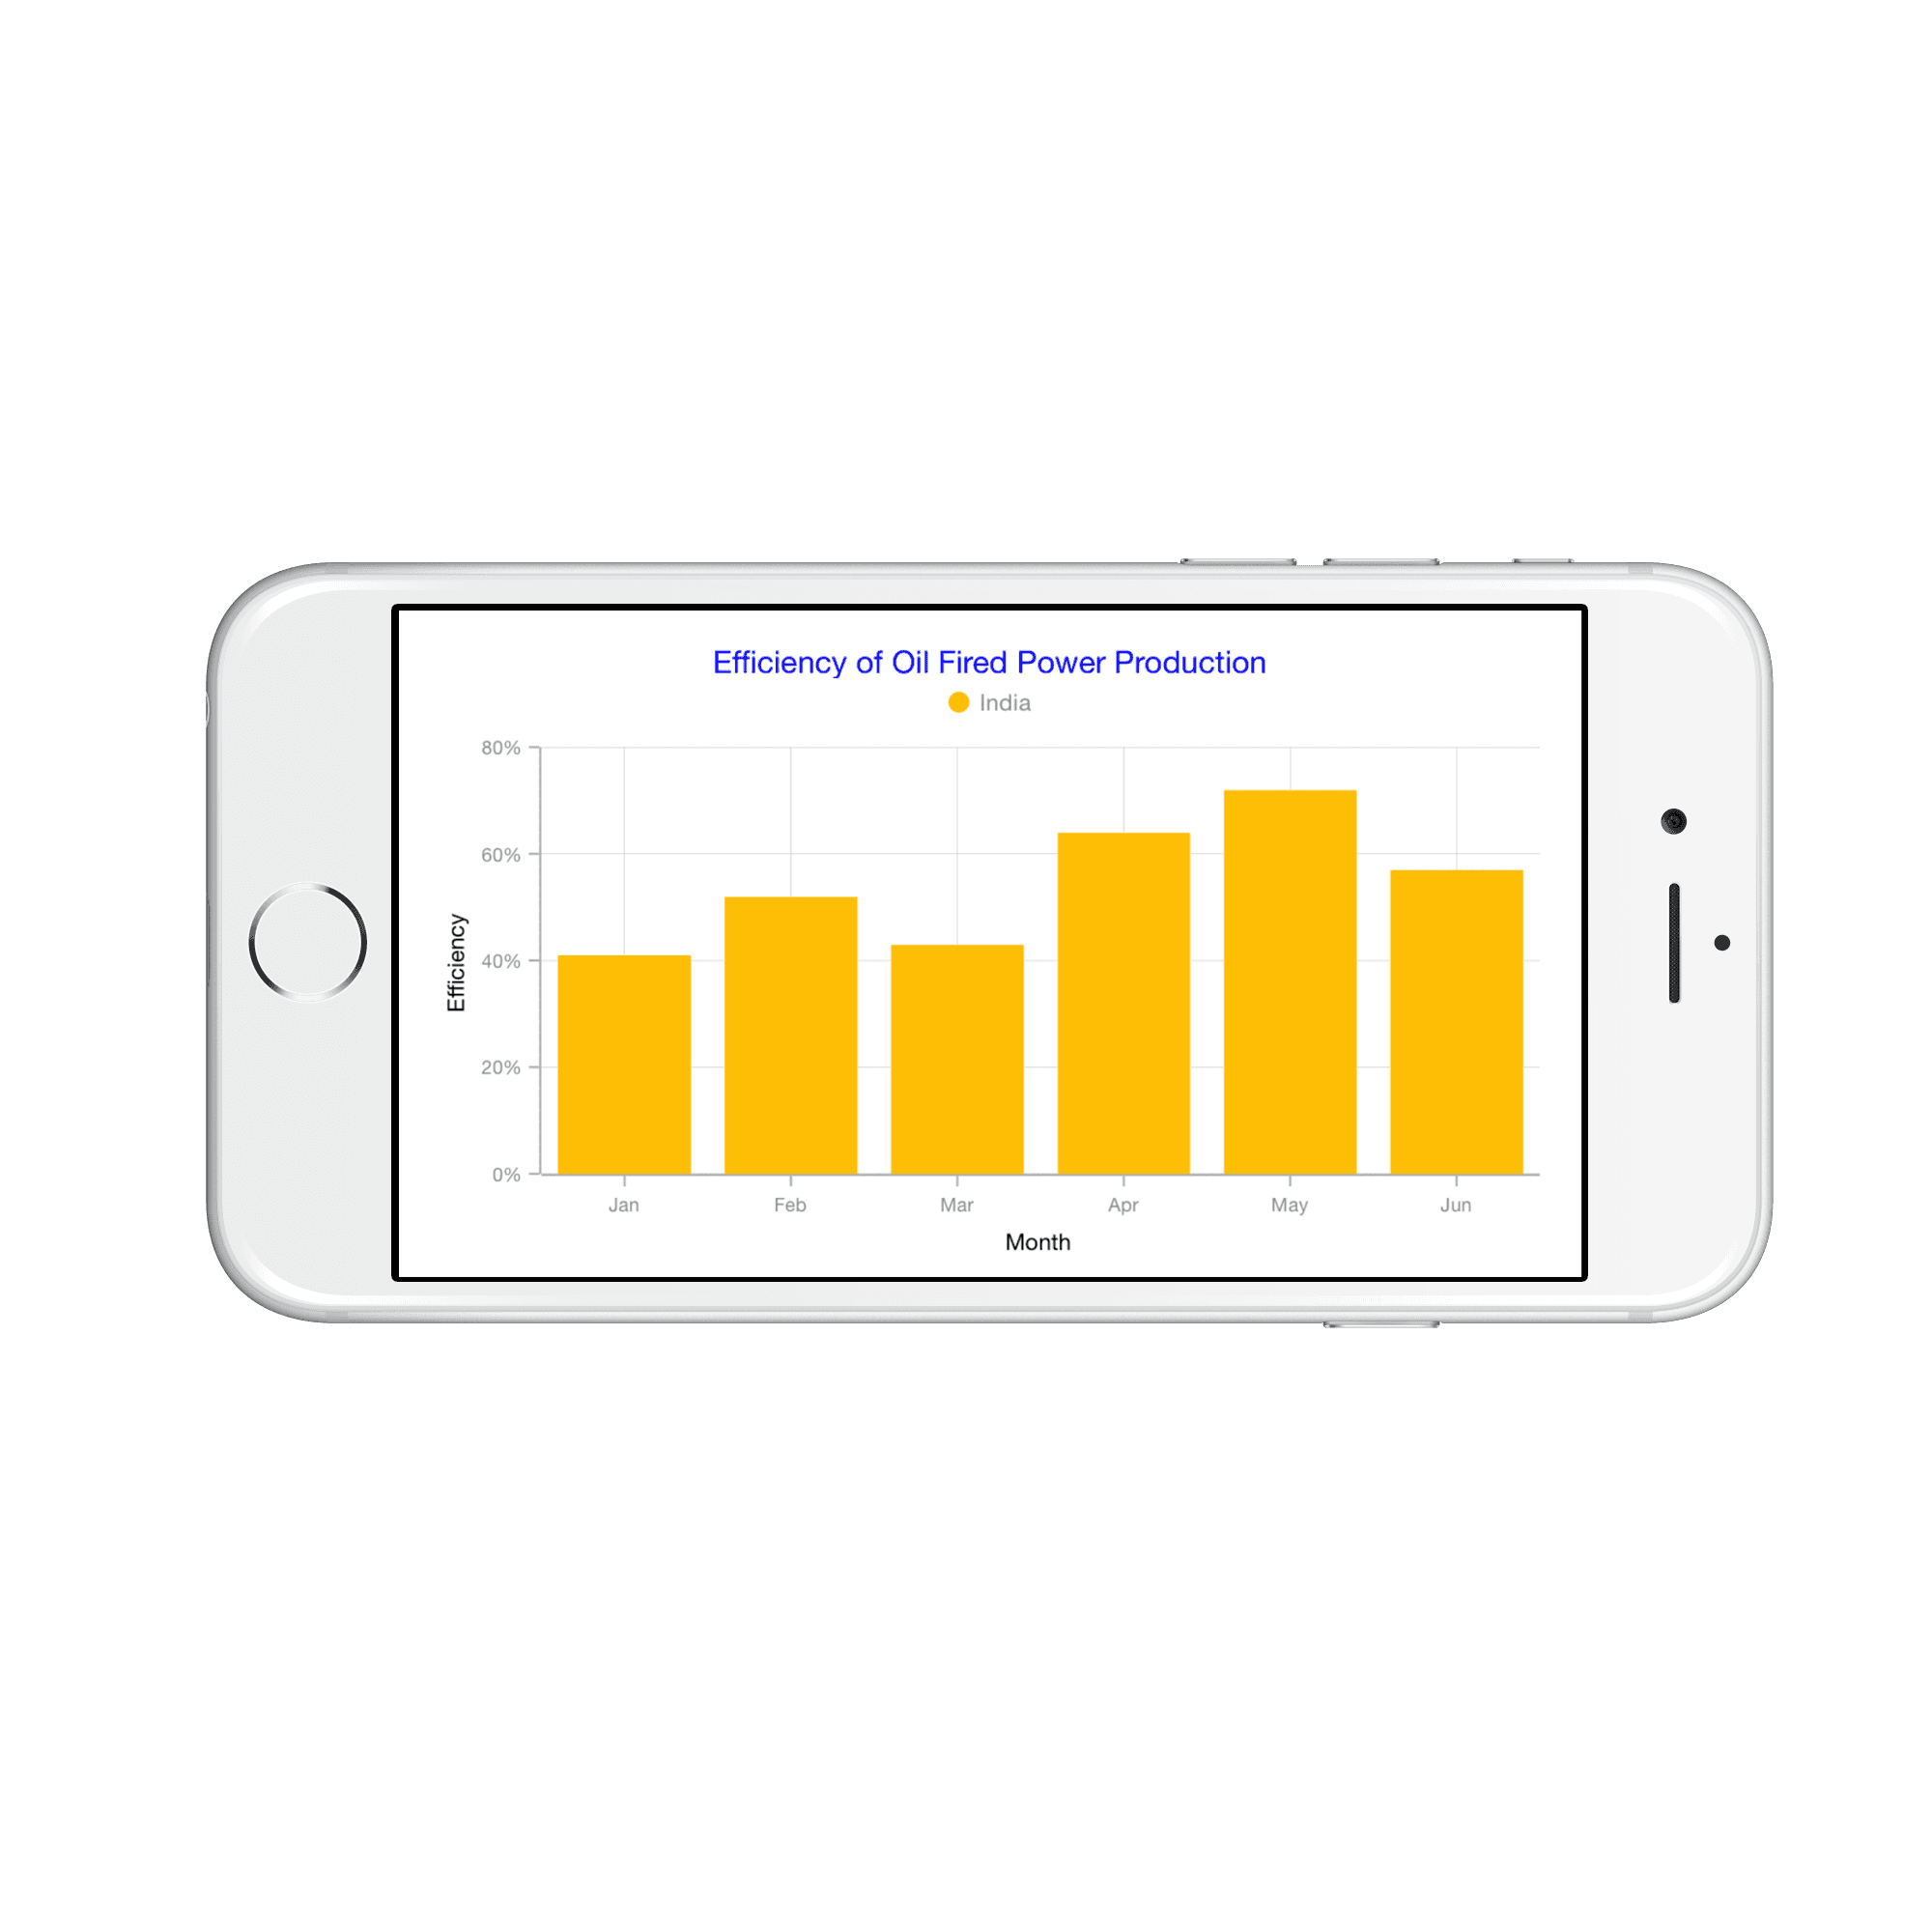 Efficiency of Oil Fired Power Production
India
80%
60%
40%
20%
0%
Efficiency
Jan Feb Mar Apr May Jun
Month